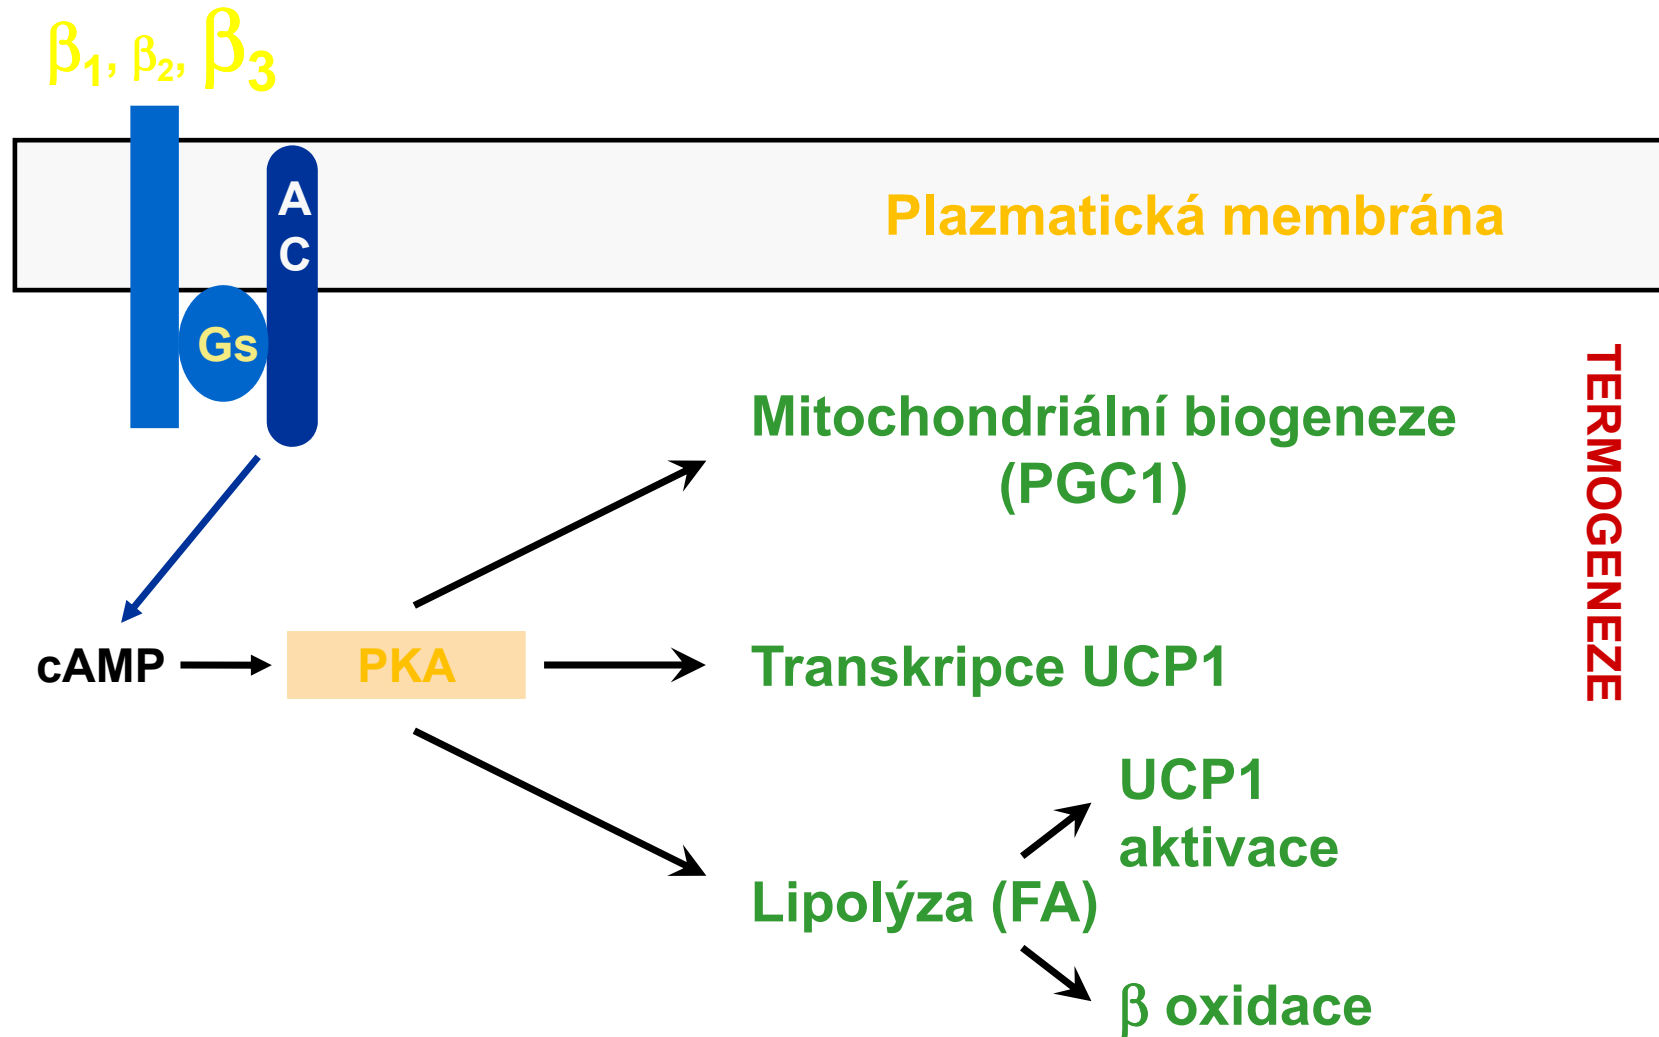 β1, β2, β3
A
C
Plazmatická membrána
Gs
TERMOGENEZE
Mitochondriální biogeneze
(PGC1)
cAMP
PKA
Transkripce UCP1
UCP1
aktivace
Lipolýza (FA)
β oxidace